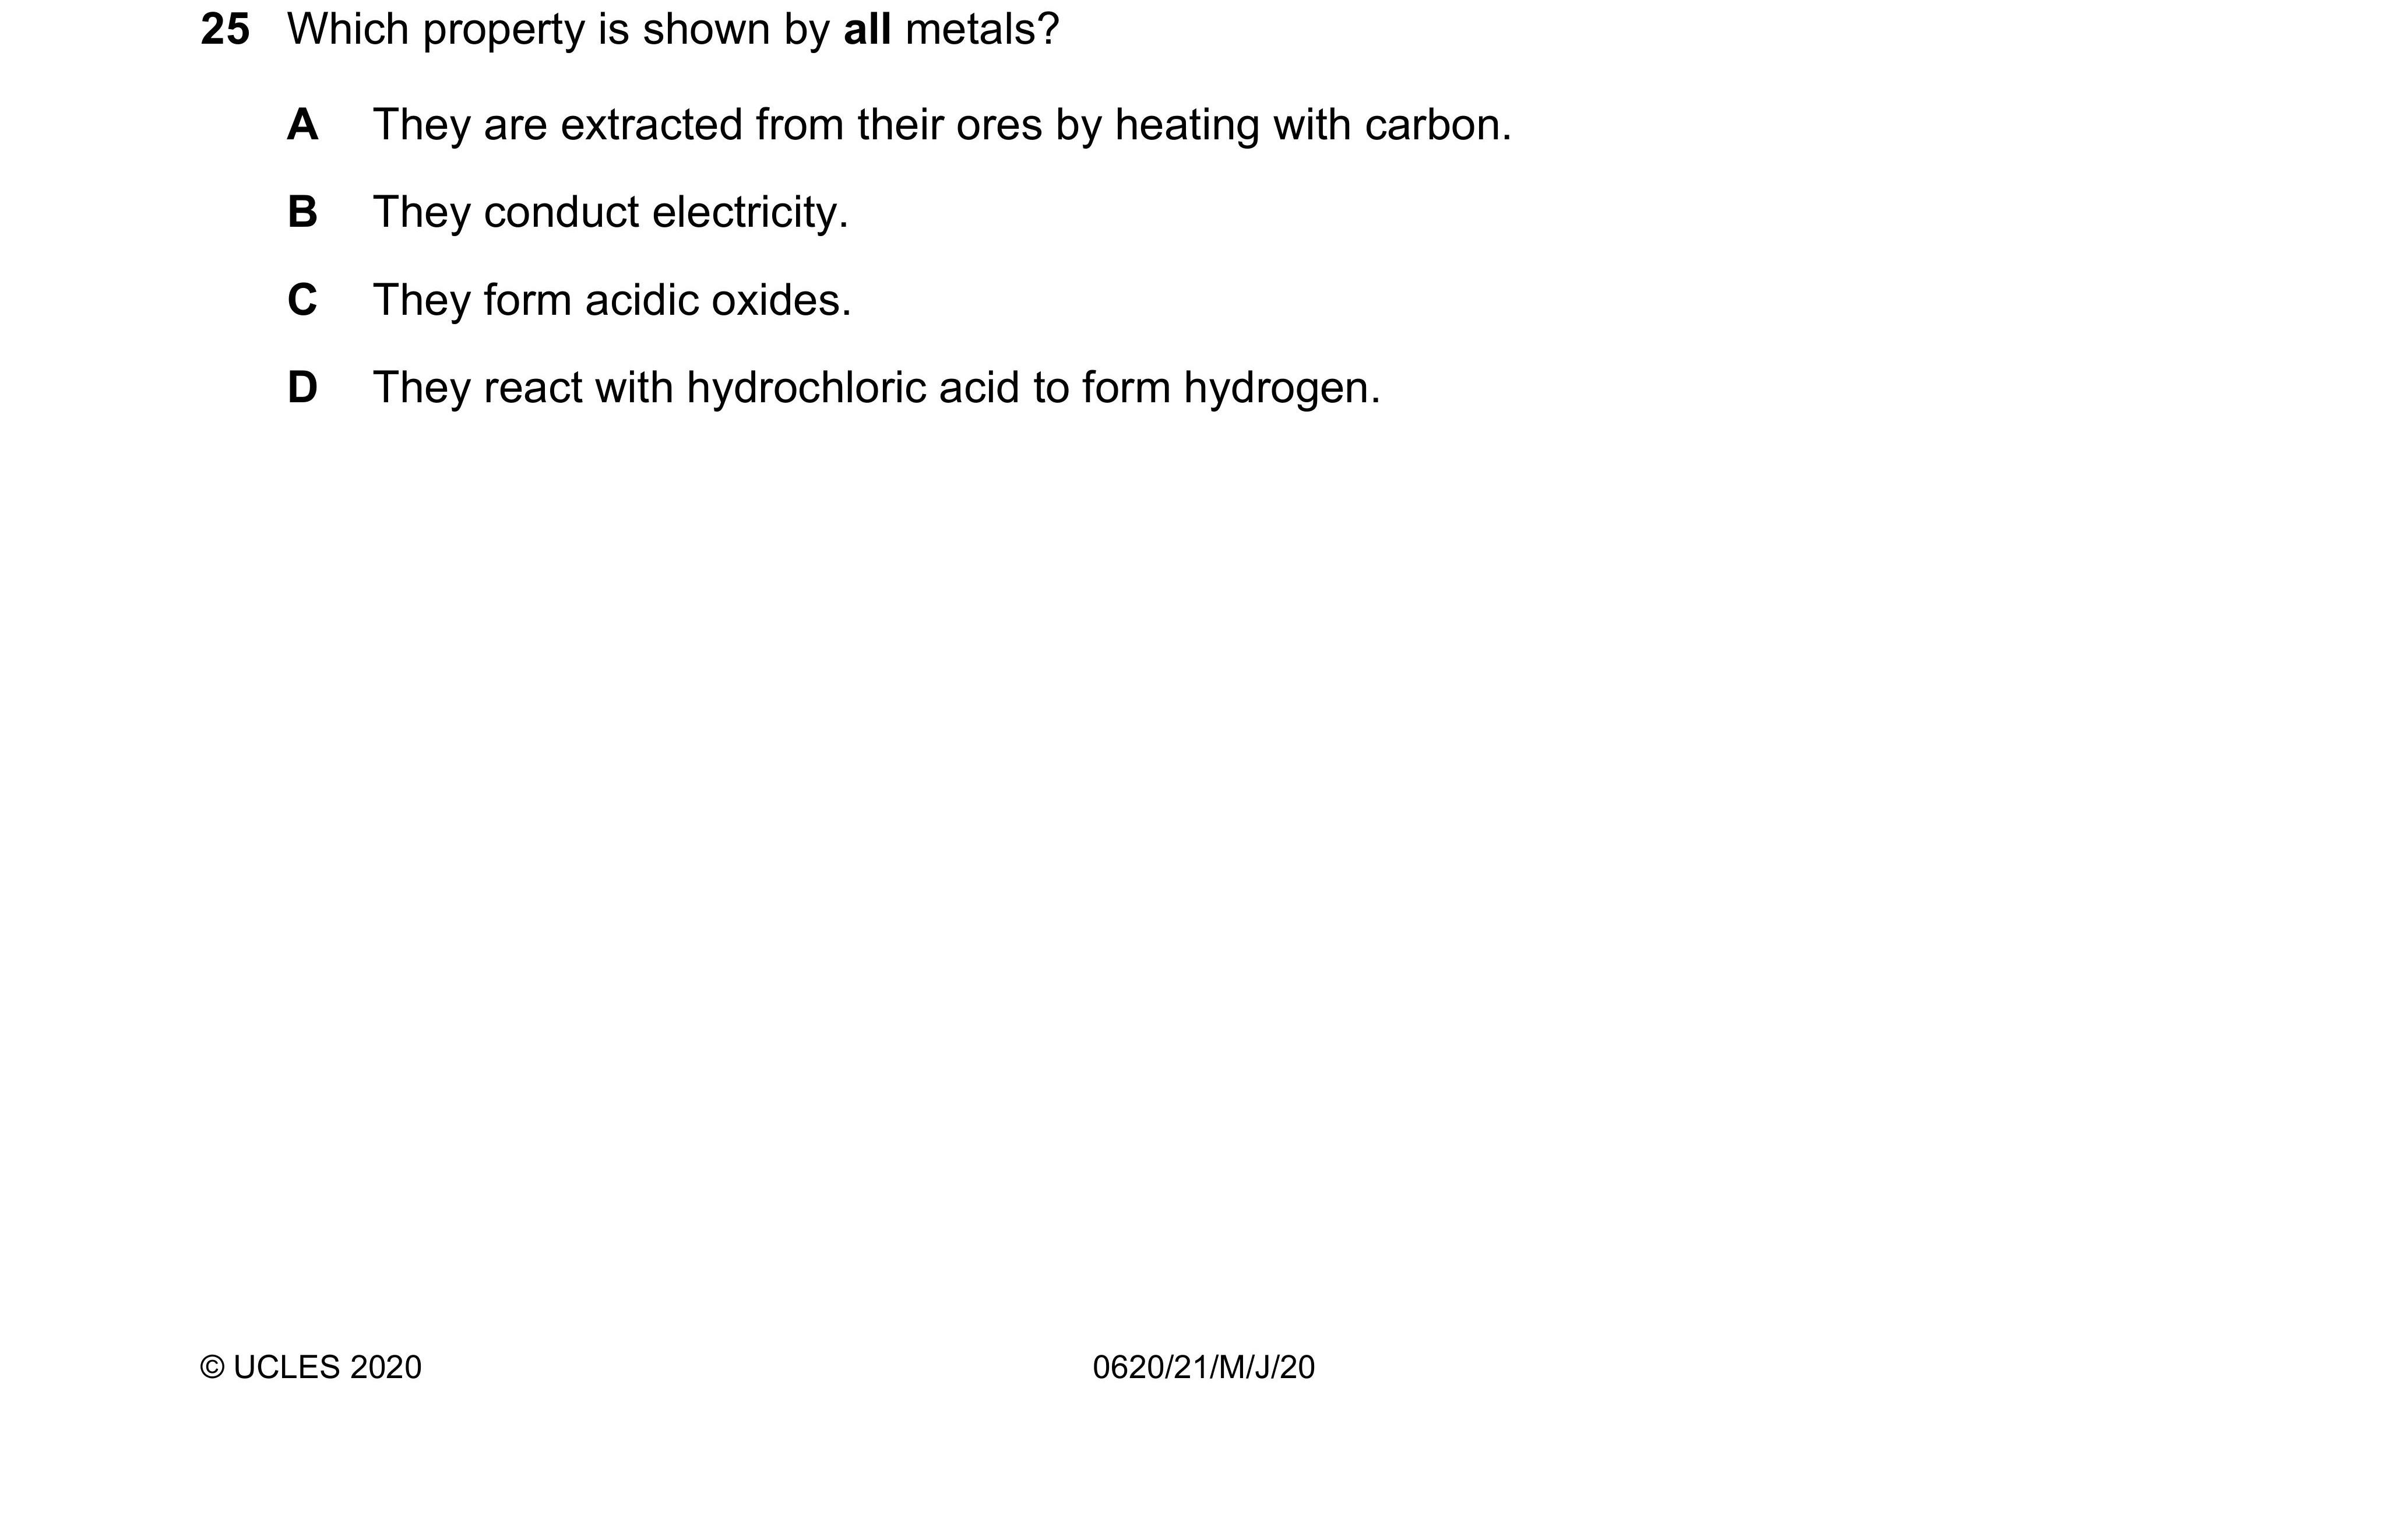 25 Which property is shown by all metals?
A They are extracted from their ores by heating with carbon.
B They conduct electricity.
C They form acidic oxides.
D They react with hydrochloric acid to form hydrogen.
© UCLES 2020 0620/21/M/J/20